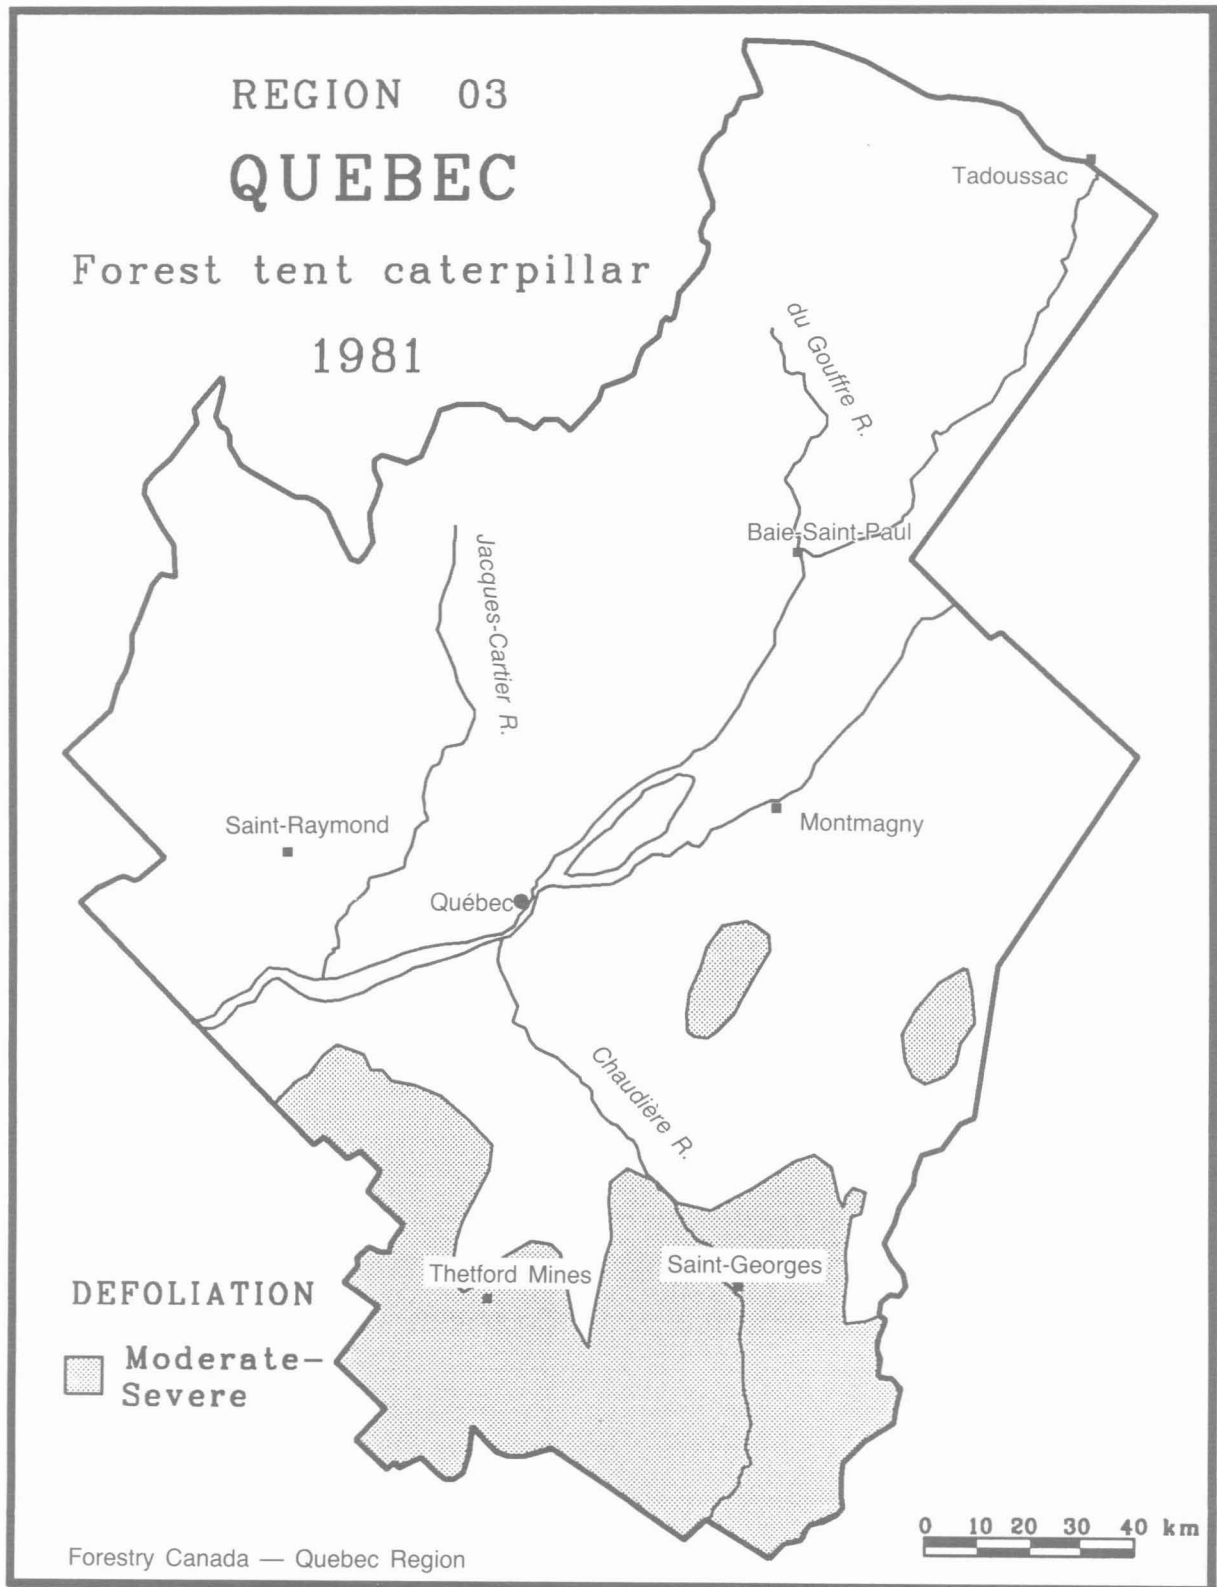 REGION 03
QUEBEC
Forest tent caterpillar
1981
Tadoussac
du Gouffre R.
Baie-Saint-Paul
Jacques-Cartier R.
Saint-Raymond
Montmagny
Québec
Chaudière R.
Thetford Mines
Saint-Georges
DEFOLIATION
Moderate-
Severe
0 10 20 30 40 km
Forestry Canada — Quebec Region